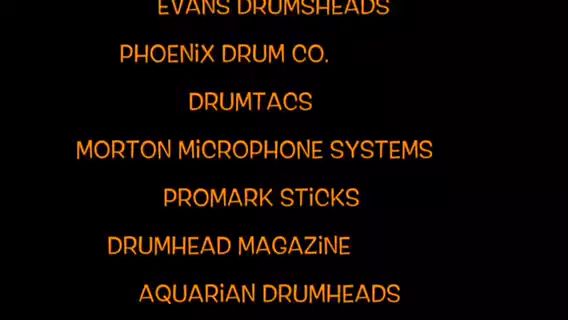 EVANS DRUMSHEADS
PHOENiX DRUM CO.
DRUMTACS
MORTON MiCROPHONE SYSTEMS
PROMARK STiCKS
DRUMHEAD MAGAZiNE
AQUARiAN DRUMHEADS